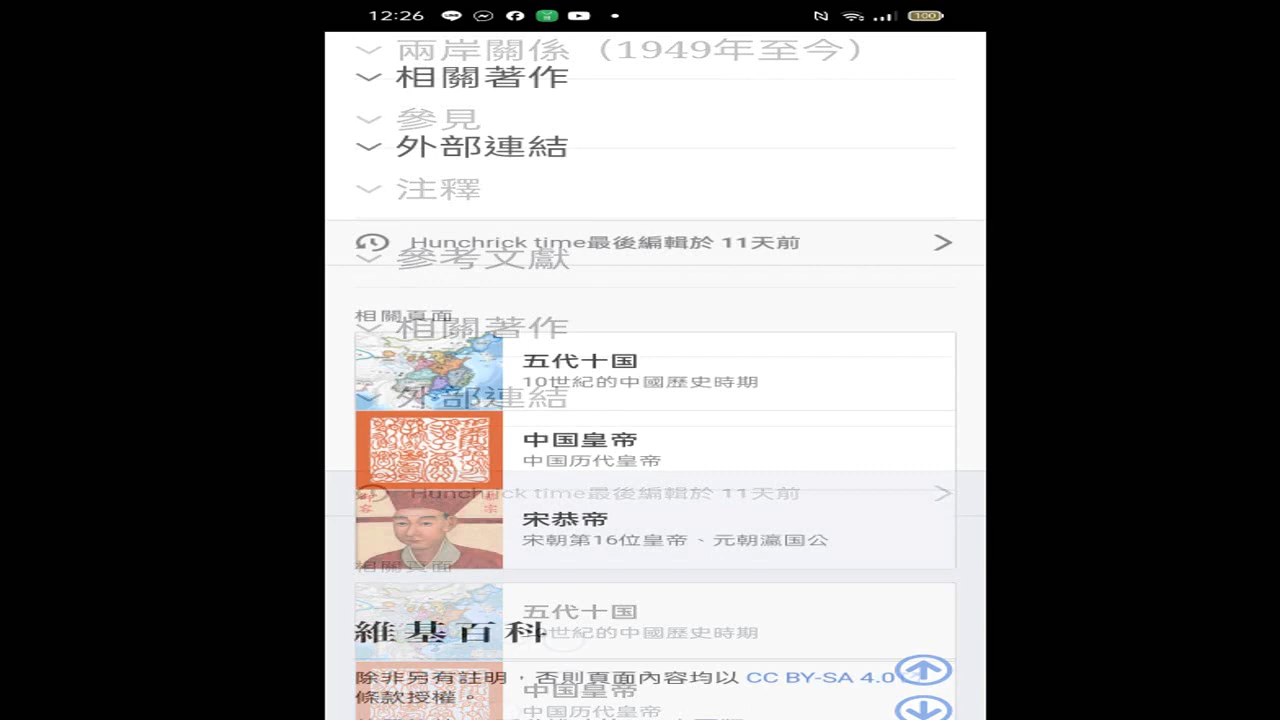 12:26
100
兩岸關係（1949年至今）
相關著作
參見
外部連結
注釋
Hunchrick time最後編輯於 11天前
參考文獻
相關頁面
相關著作
五代十国
10世紀的中國歷史時期
外部連結
中国皇帝
中国历代皇帝
Hunchrick time最後編輯於 11天前
宋恭帝
宋朝第16位皇帝、元朝瀛国公
相關頁面
五代十国
10世紀的中國歷史時期
維基百科
除非另有註明，否則頁面內容均以 CC BY-SA 4.0
中国皇帝
條款授權。
中国历代皇帝